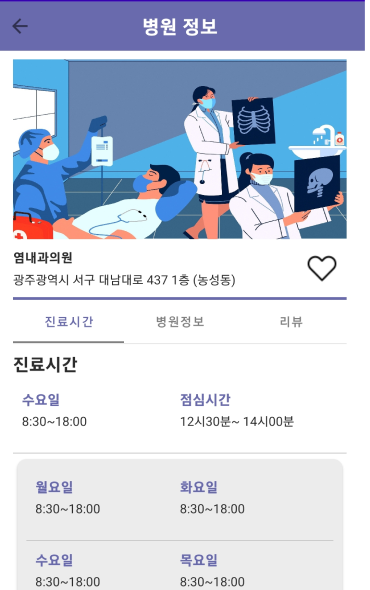 병원 정보
염내과의원
광주광역시 서구 대남대로 437 1층 (농성동)
진료시간 병원정보 리뷰
진료시간
수요일 점심시간
8:30~18:00 12시30분~ 14시00분
월요일 화요일
8:30~18:00 8:30~18:00
수요일 목요일
8:30~18:00 8:30~18:00